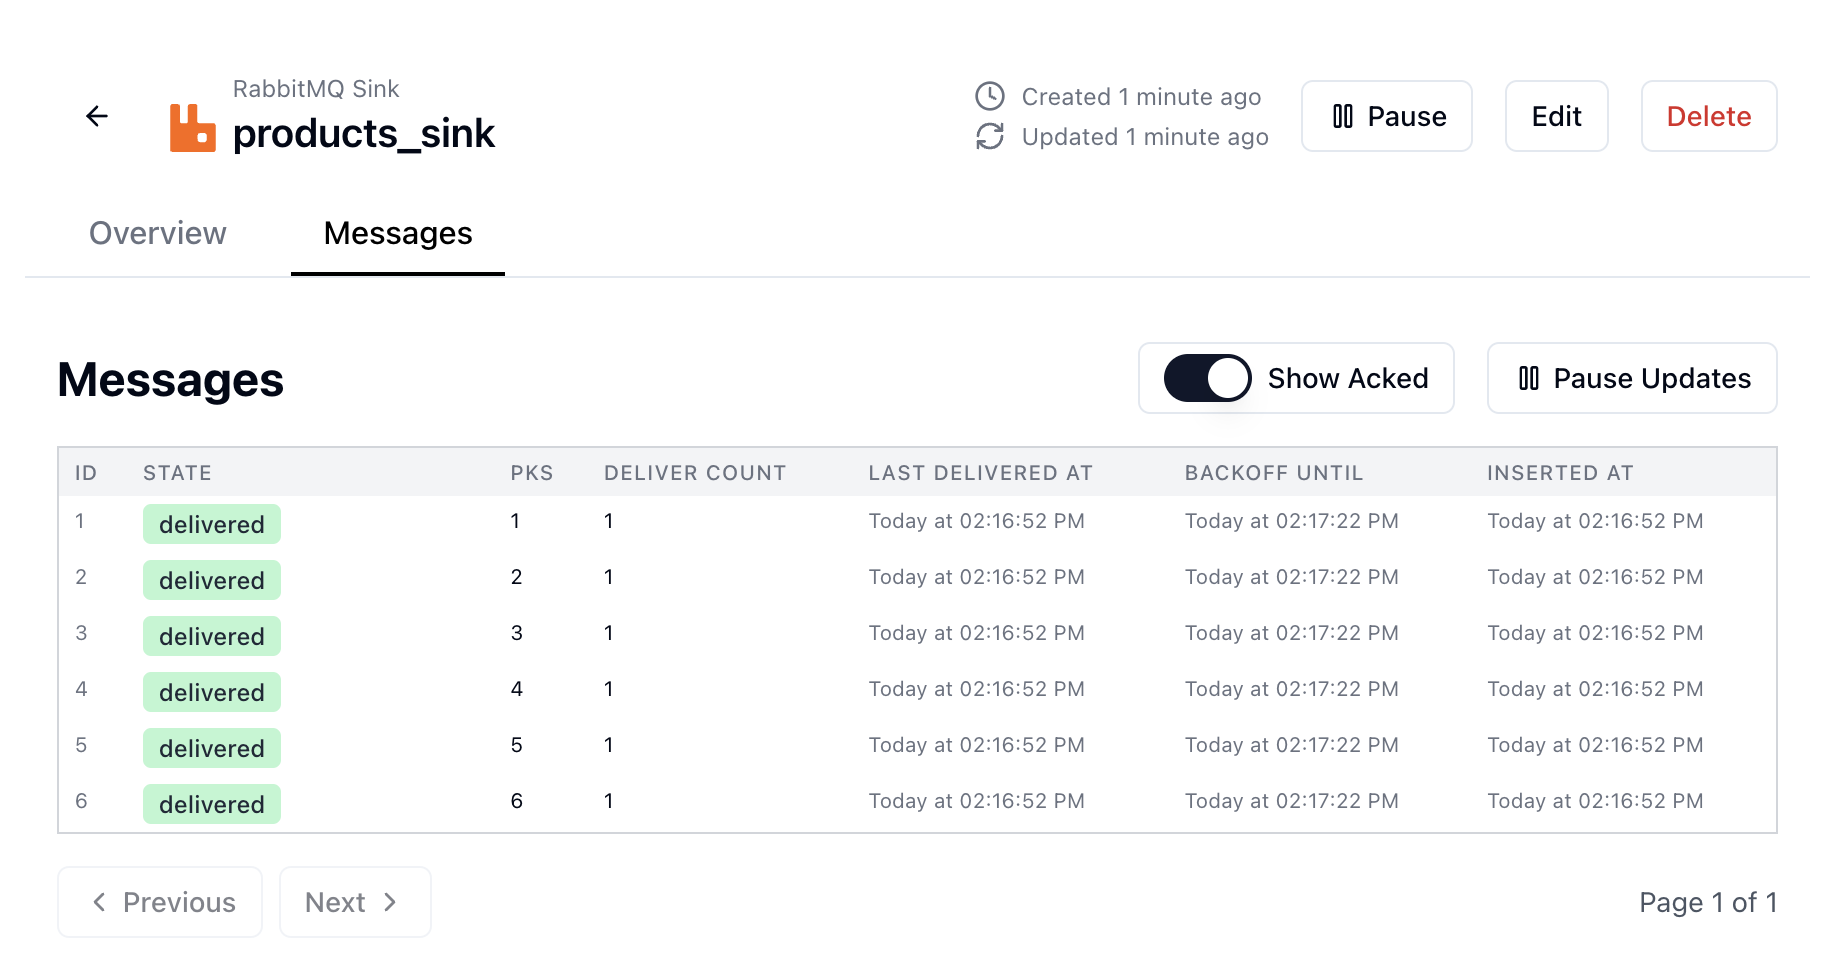 RabbitMQ Sink
products_sink
Created 1 minute ago
Updated 1 minute ago
Pause
Edit
Delete
Overview
Messages
Messages
Show Acked
Pause Updates
ID STATE PKS DELIVER COUNT LAST DELIVERED AT BACKOFF UNTIL INSERTED AT
1 delivered 1 1 Today at 02:16:52 PM Today at 02:17:22 PM Today at 02:16:52 PM
2 delivered 2 1 Today at 02:16:52 PM Today at 02:17:22 PM Today at 02:16:52 PM
3 delivered 3 1 Today at 02:16:52 PM Today at 02:17:22 PM Today at 02:16:52 PM
4 delivered 4 1 Today at 02:16:52 PM Today at 02:17:22 PM Today at 02:16:52 PM
5 delivered 5 1 Today at 02:16:52 PM Today at 02:17:22 PM Today at 02:16:52 PM
6 delivered 6 1 Today at 02:16:52 PM Today at 02:17:22 PM Today at 02:16:52 PM
Previous
Next
Page 1 of 1